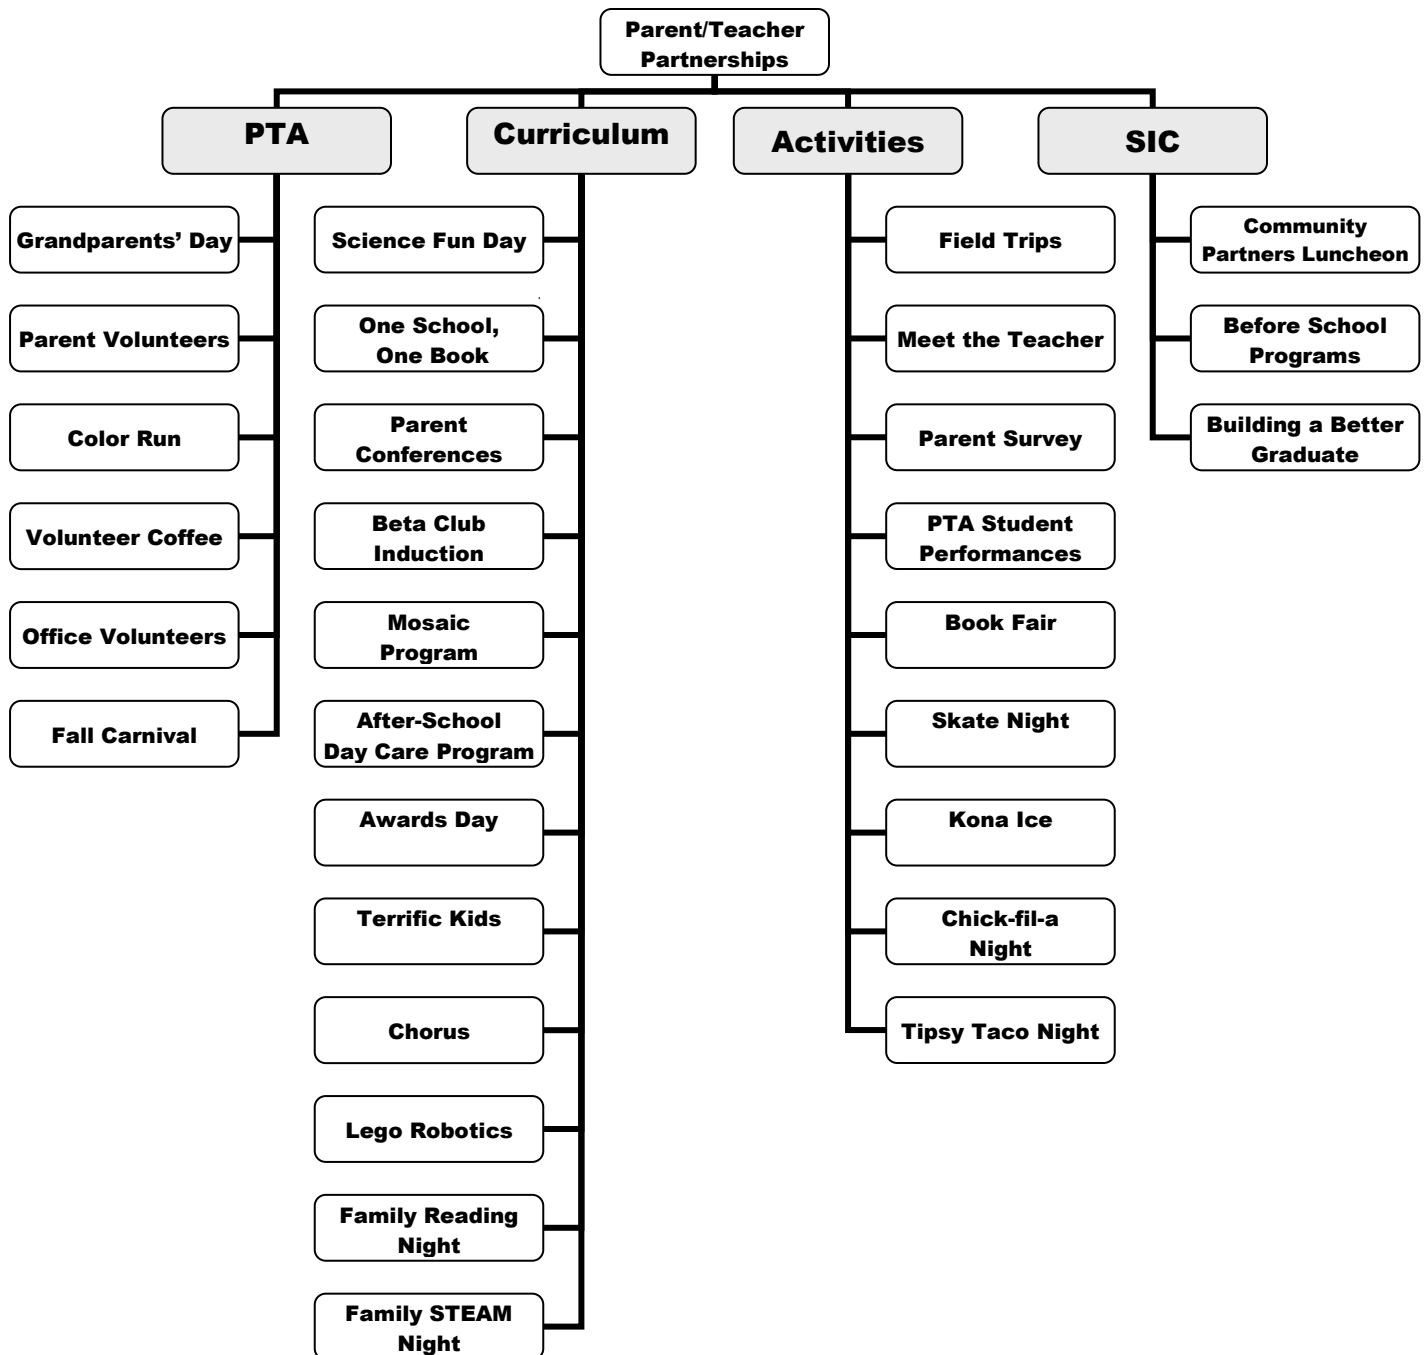 Parent/Teacher
Partnerships
PTA
Curriculum
Activities
SIC
Grandparents’ Day
Parent Volunteers
Color Run
Volunteer Coffee
Office Volunteers
Fall Carnival
Science Fun Day
One School,
One Book
Parent
Conferences
Beta Club
Induction
Mosaic
Program
After-School
Day Care Program
Awards Day
Terrific Kids
Chorus
Lego Robotics
Family Reading
Night
Family STEAM
Night
Field Trips
Meet the Teacher
Parent Survey
PTA Student
Performances
Book Fair
Skate Night
Kona Ice
Chick-fil-a
Night
Tipsy Taco Night
Community
Partners Luncheon
Before School
Programs
Building a Better
Graduate